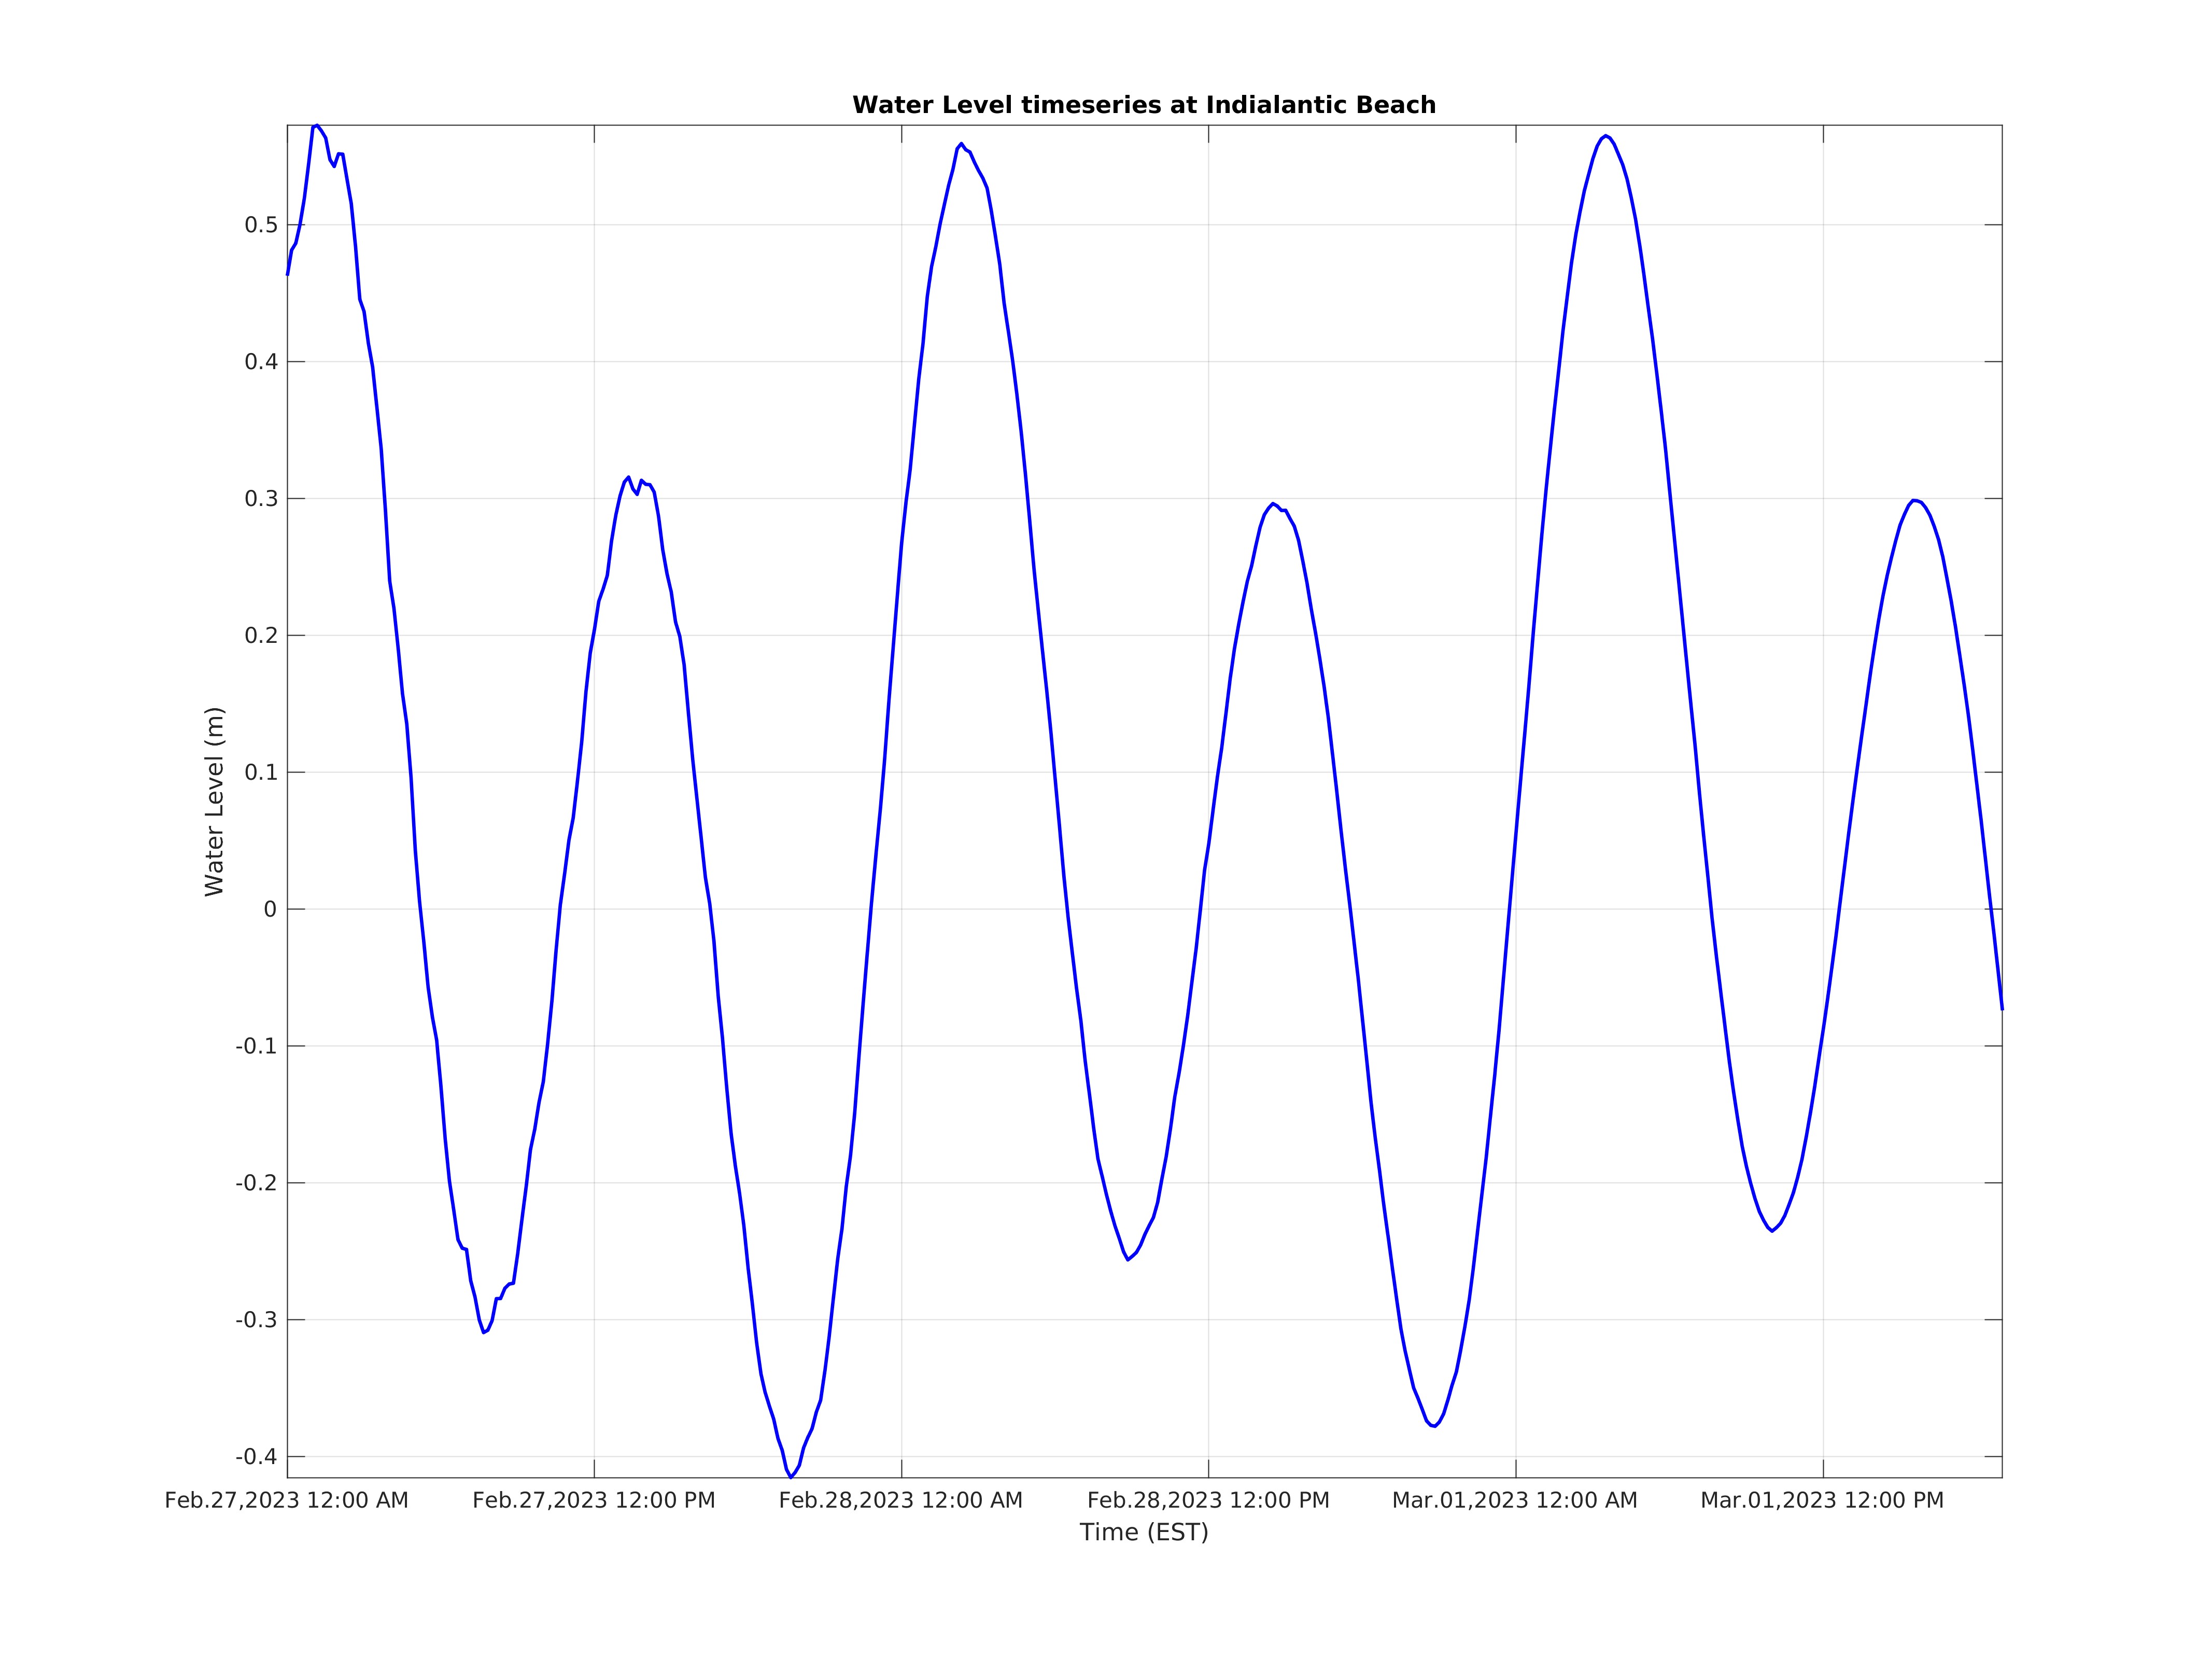 Water Level timeseries at Indialantic Beach
0.5
0.4
0.3
0.2
0.1
0
-0.1
-0.2
-0.3
-0.4
Water Level (m)
Feb.27,2023 12:00 AM Feb.27,2023 12:00 PM Feb.28,2023 12:00 AM Feb.28,2023 12:00 PM Mar.01,2023 12:00 AM Mar.01,2023 12:00 PM
Time (EST)